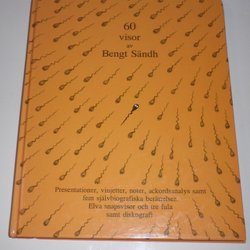 60
visor
av
Bengt Sändh
Presentationer, vinjetter, noter, ackordsanalys samt
fem självbiografiska berättelser.
Elva snapsvisor och tre fula
samt diskografi